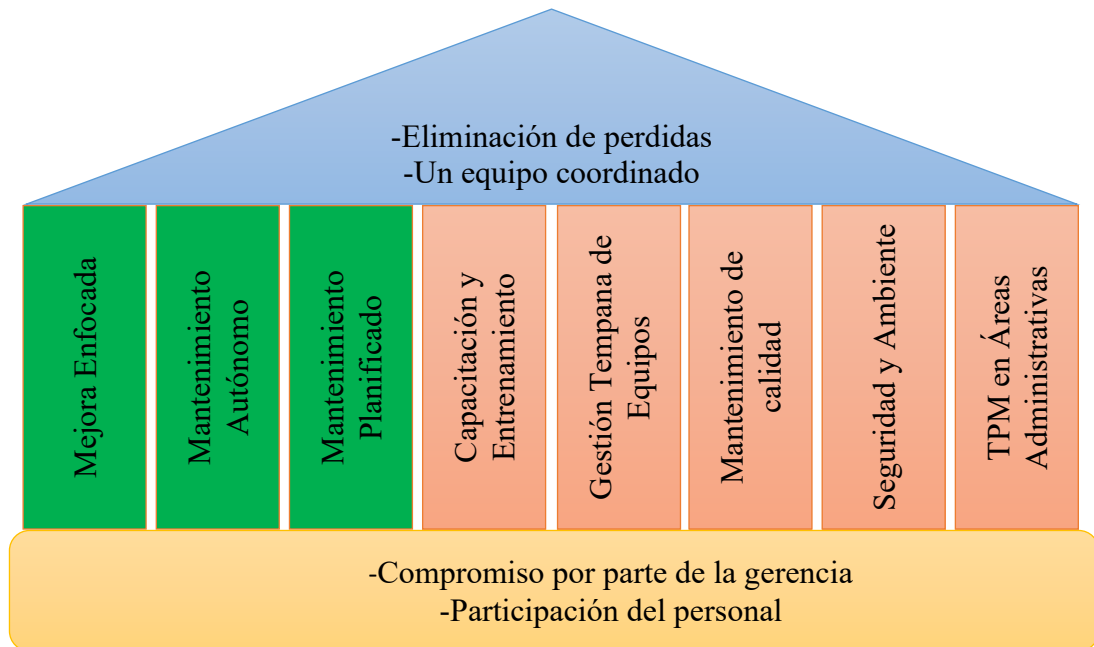 -Eliminación de perdidas
-Un equipo coordinado
Mejora Enfocada
Mantenimiento
Autónomo
Mantenimiento
Planificado
Capacitación y
Entrenamiento
Gestión Tempana de
Equipos
Mantenimiento de
calidad
Seguridad y Ambiente
TPM en Áreas
Administrativas
-Compromiso por parte de la gerencia
-Participación del personal